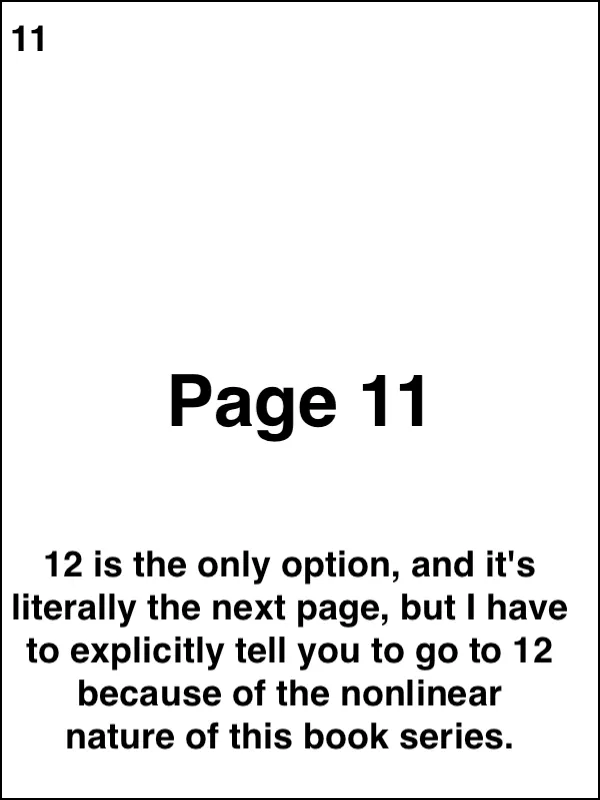 11
Page 11
12 is the only option, and it's
literally the next page, but I have
to explicitly tell you to go to 12
because of the nonlinear
nature of this book series.